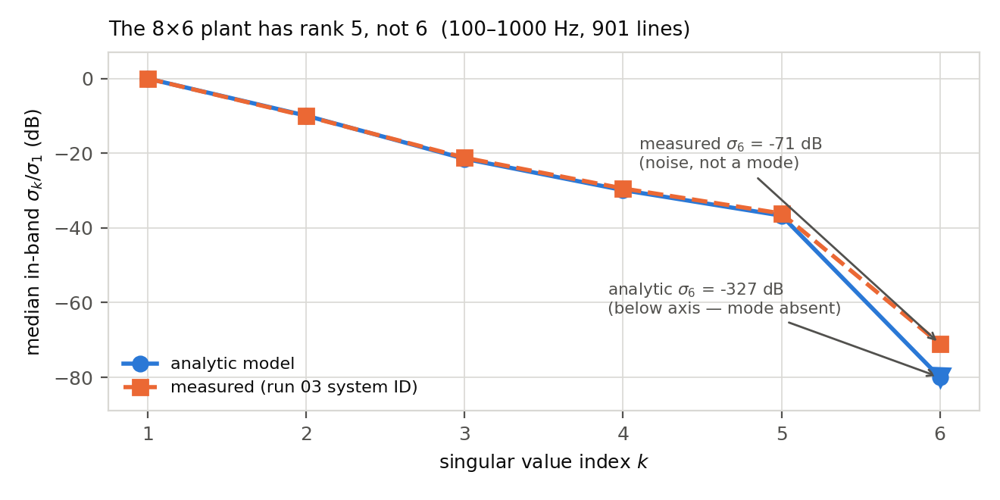 The 8×6 plant has rank 5, not 6 (100–1000 Hz, 901 lines)
median in-band σk/σ1 (dB)
0
−20
−40
−60
−80
measured σ6 = -71 dB
(noise, not a mode)
analytic σ6 = -327 dB
(below axis — mode absent)
analytic model
measured (run 03 system ID)
1
2
3
4
5
6
singular value index k